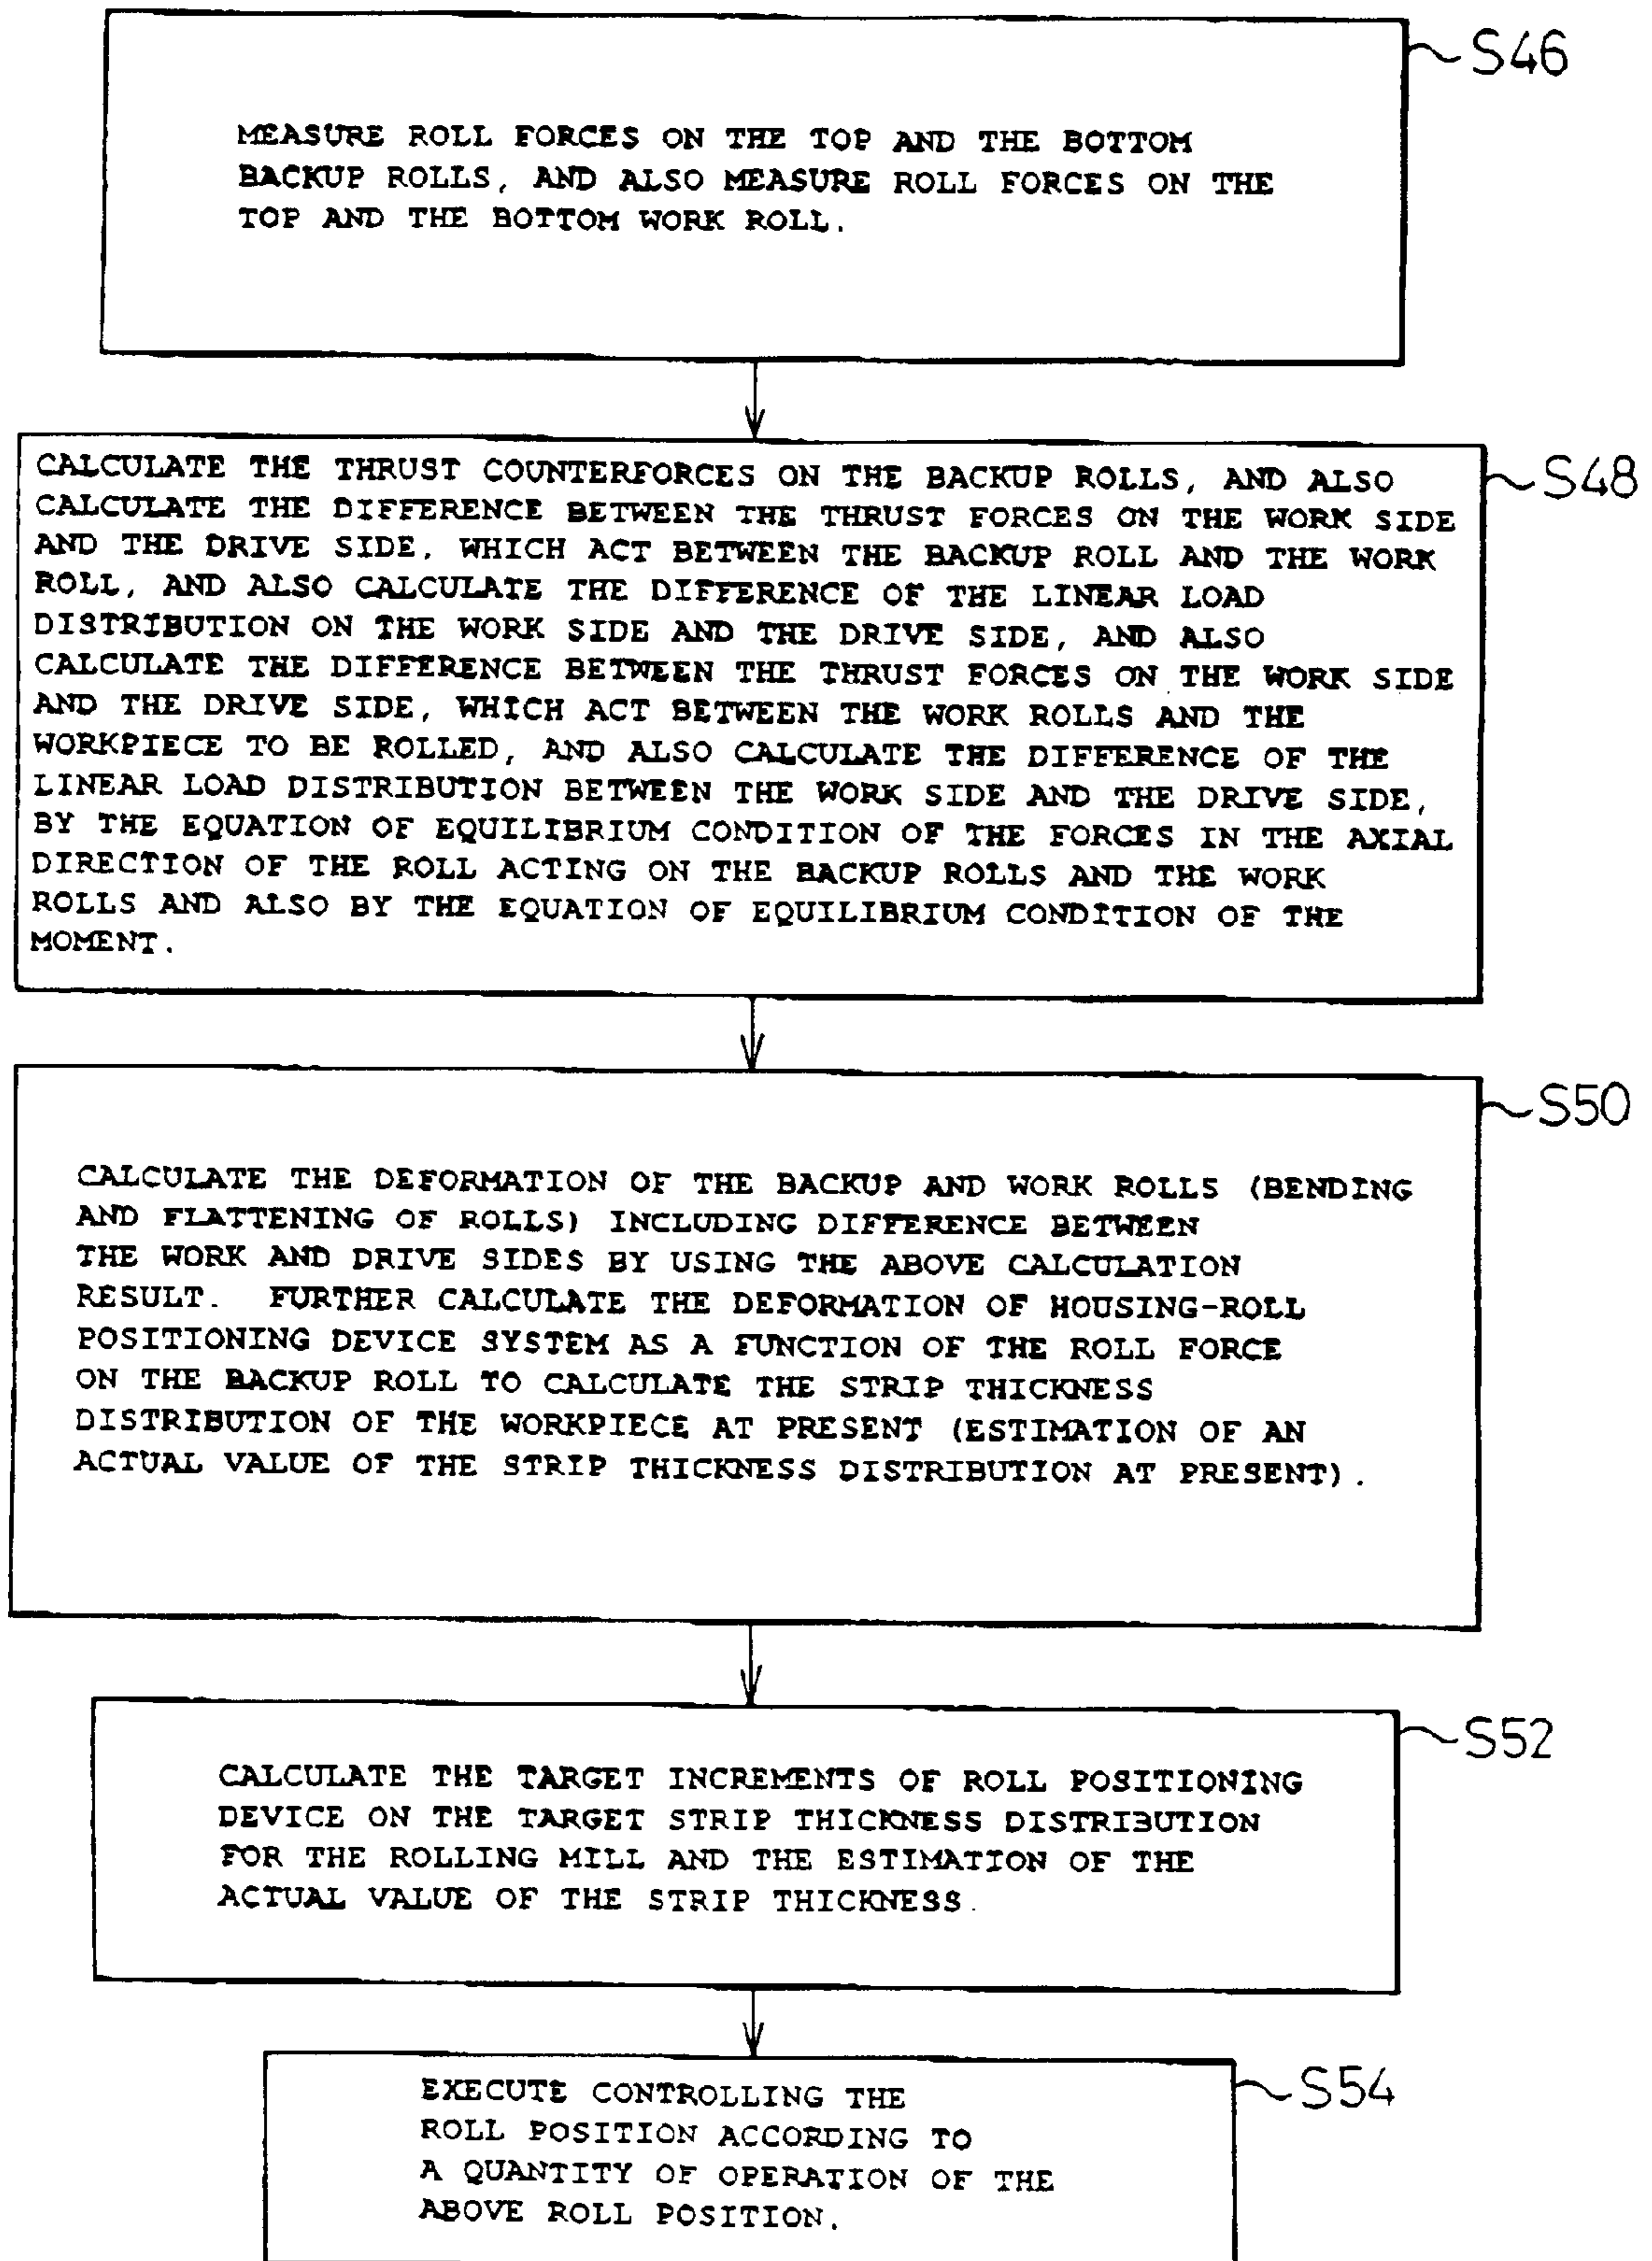 S46
MEASURE ROLL FORCES ON THE TOP AND THE BOTTOM
BACKUP ROLLS, AND ALSO MEASURE ROLL FORCES ON THE
TOP AND THE BOTTOM WORK ROLL.
S48
CALCULATE THE THRUST COUNTERFORCES ON THE BACKUP ROLLS, AND ALSO
CALCULATE THE DIFFERENCE BETWEEN THE THRUST FORCES ON THE WORK SIDE
AND THE DRIVE SIDE, WHICH ACT BETWEEN THE BACKUP ROLL AND THE WORK
ROLL, AND ALSO CALCULATE THE DIFFERENCE OF THE LINEAR LOAD
DISTRIBUTION ON THE WORK SIDE AND THE DRIVE SIDE, AND ALSO
CALCULATE THE DIFFERENCE BETWEEN THE THRUST FORCES ON THE WORK SIDE
AND THE DRIVE SIDE, WHICH ACT BETWEEN THE WORK ROLLS AND THE
WORKPIECE TO BE ROLLED, AND ALSO CALCULATE THE DIFFERENCE OF THE
LINEAR LOAD DISTRIBUTION BETWEEN THE WORK SIDE AND THE DRIVE SIDE,
BY THE EQUATION OF EQUILIBRIUM CONDITION OF THE FORCES IN THE AXIAL
DIRECTION OF THE ROLL ACTING ON THE BACKUP ROLLS AND THE WORK
ROLLS AND ALSO BY THE EQUATION OF EQUILIBRIUM CONDITION OF THE
MOMENT.
S50
CALCULATE THE DEFORMATION OF THE BACKUP AND WORK ROLLS (BENDING
AND FLATTENING OF ROLLS) INCLUDING DIFFERENCE BETWEEN
THE WORK AND DRIVE SIDES BY USING THE ABOVE CALCULATION
RESULT. FURTHER CALCULATE THE DEFORMATION OF HOUSING-ROLL
POSITIONING DEVICE SYSTEM AS A FUNCTION OF THE ROLL FORCE
ON THE BACKUP ROLL TO CALCULATE THE STRIP THICKNESS
DISTRIBUTION OF THE WORKPIECE AT PRESENT (ESTIMATION OF AN
ACTUAL VALUE OF THE STRIP THICKNESS DISTRIBUTION AT PRESENT).
S52
CALCULATE THE TARGET INCREMENTS OF ROLL POSITIONING
DEVICE ON THE TARGET STRIP THICKNESS DISTRIBUTION
FOR THE ROLLING MILL AND THE ESTIMATION OF THE
ACTUAL VALUE OF THE STRIP THICKNESS.
S54
EXECUTE CONTROLLING THE
ROLL POSITION ACCORDING TO
A QUANTITY OF OPERATION OF THE
ABOVE ROLL POSITION.